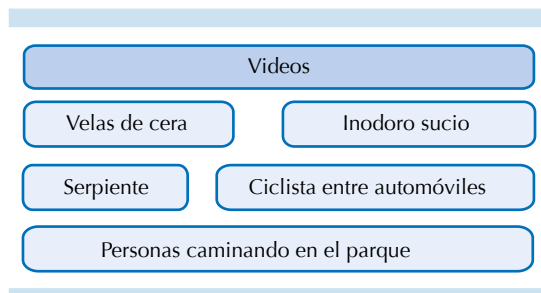 Videos
Velas de cera
Inodoro sucio
Serpiente
Ciclista entre automóviles
Personas caminando en el parque